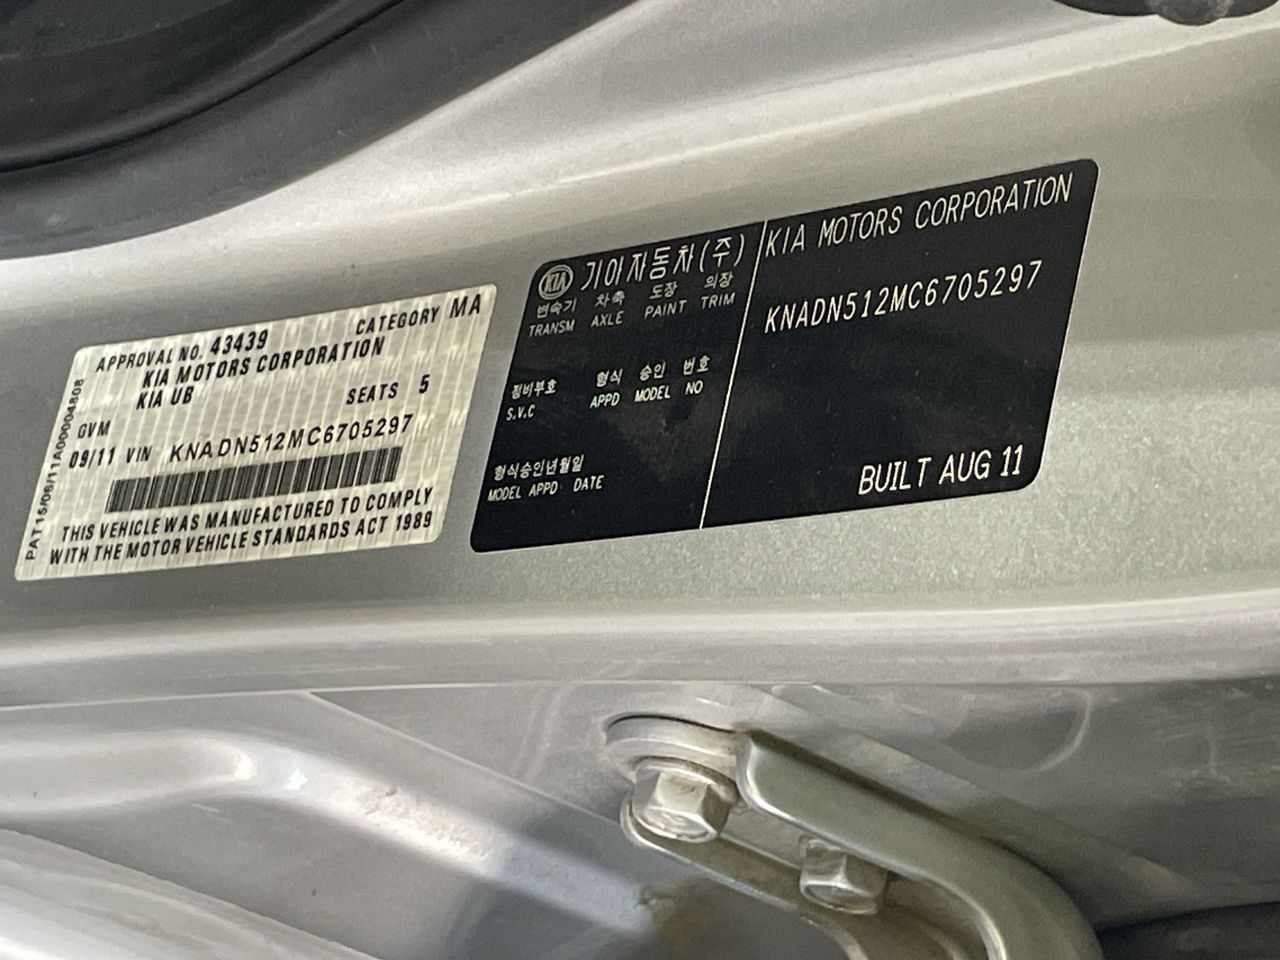 APPROVAL NO. 43439 CATEGORY MA
KIA MOTORS CORPORATION
KIA UB SEATS 5
GVM
09/11 VIN KNADN512MC6705297
THIS VEHICLE WAS MANUFACTURED TO COMPLY
WITH THE MOTOR VEHICLE STANDARDS ACT 1989
PAT15/06/11A00004808
KIA 기아자동차(주)
변속기 차축 도장 의장
TRANSM AXLE PAINT TRIM
정비부호 형식 승인 번호
S.V.C APPD MODEL NO
형식승인년월일
MODEL APPD DATE
KIA MOTORS CORPORATION
KNADN512MC6705297
BUILT AUG 11